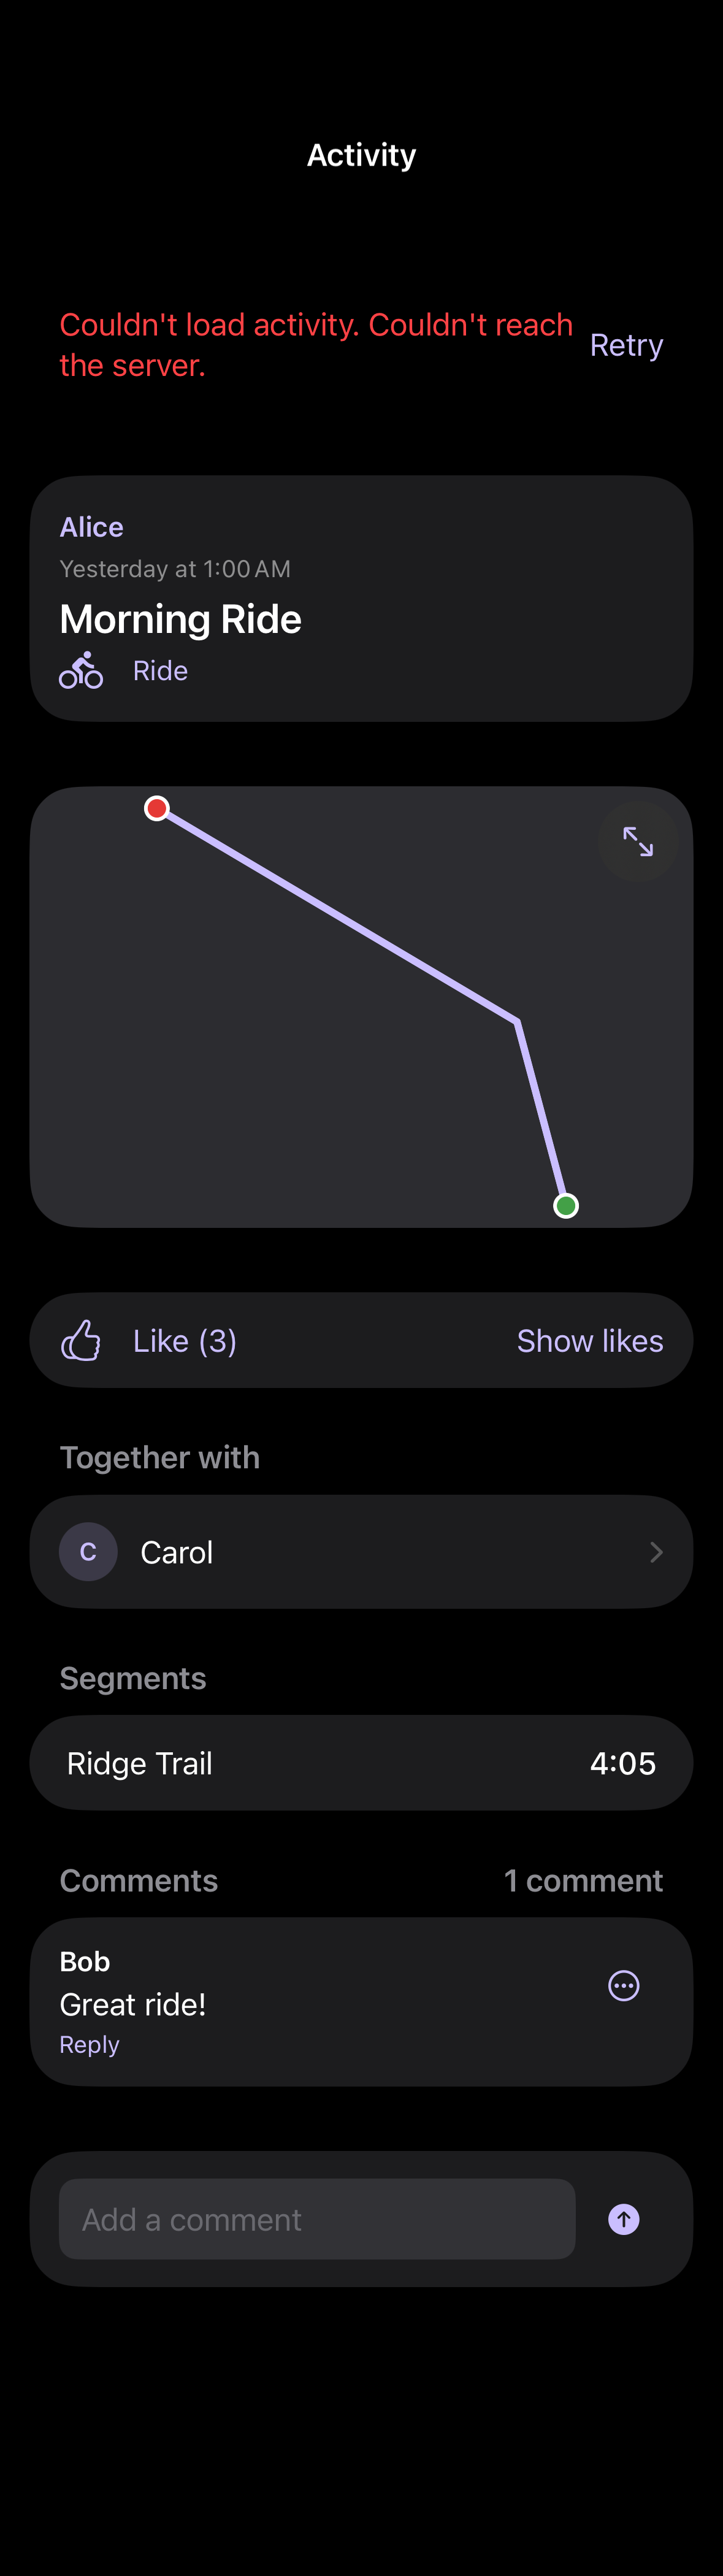 Activity
Couldn't load activity. Couldn't reach
the server.
Retry
Alice
Yesterday at 1:00 AM
Morning Ride
Ride
Like (3)
Show likes
Together with
C
Carol
Segments
Ridge Trail
4:05
Comments
1 comment
Bob
Great ride!
Reply
Add a comment